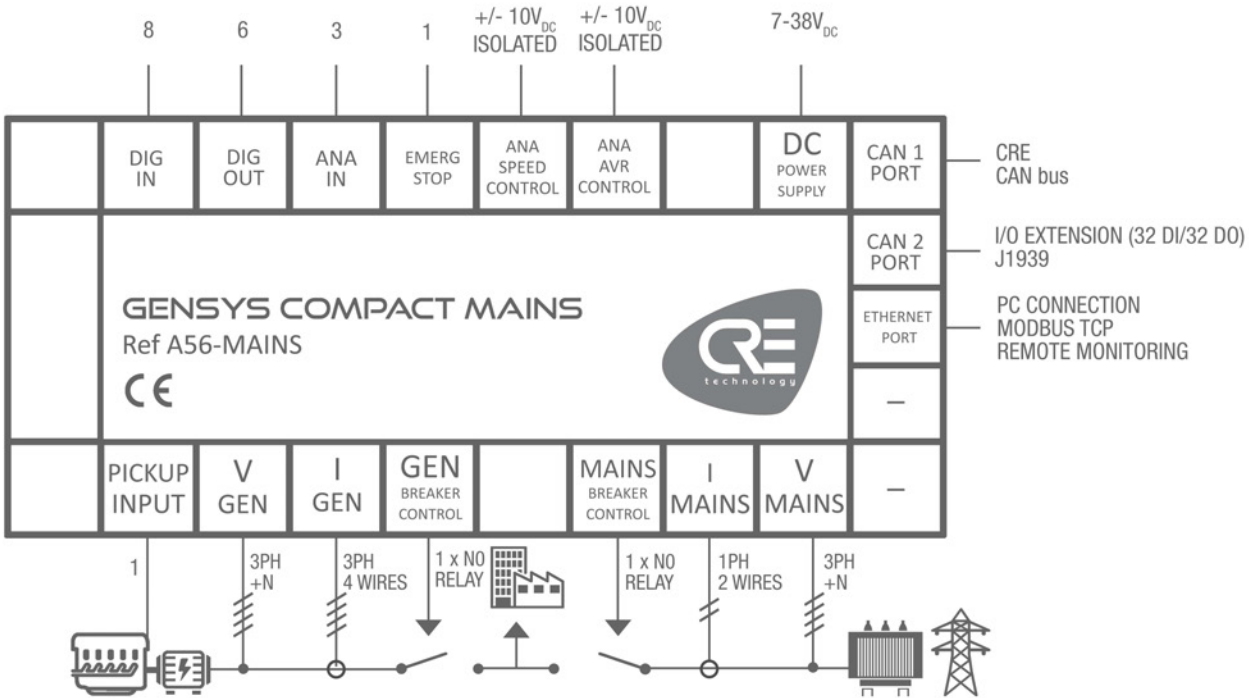 8
6
3
1
+/- 10VDC
ISOLATED
+/- 10VDC
ISOLATED
7-38VDC
DIG
IN
DIG
OUT
ANA
IN
EMERG
STOP
ANA
SPEED
CONTROL
ANA
AVR
CONTROL
DC
POWER
SUPPLY
CAN 1
PORT
CRE
CAN bus
CAN 2
PORT
I/O EXTENSION (32 DI/32 DO)
J1939
ETHERNET
PORT
PC CONNECTION
MODBUS TCP
REMOTE MONITORING
GENSYS COMPACT MAINS
Ref A56-MAINS
CE
CRE
technology
–
–
PICKUP
INPUT
V
GEN
I
GEN
GEN
BREAKER
CONTROL
MAINS
BREAKER
CONTROL
I
MAINS
V
MAINS
1
3PH
+N
3PH
4 WIRES
1 x NO
RELAY
1 x NO
RELAY
1PH
2 WIRES
3PH
+N